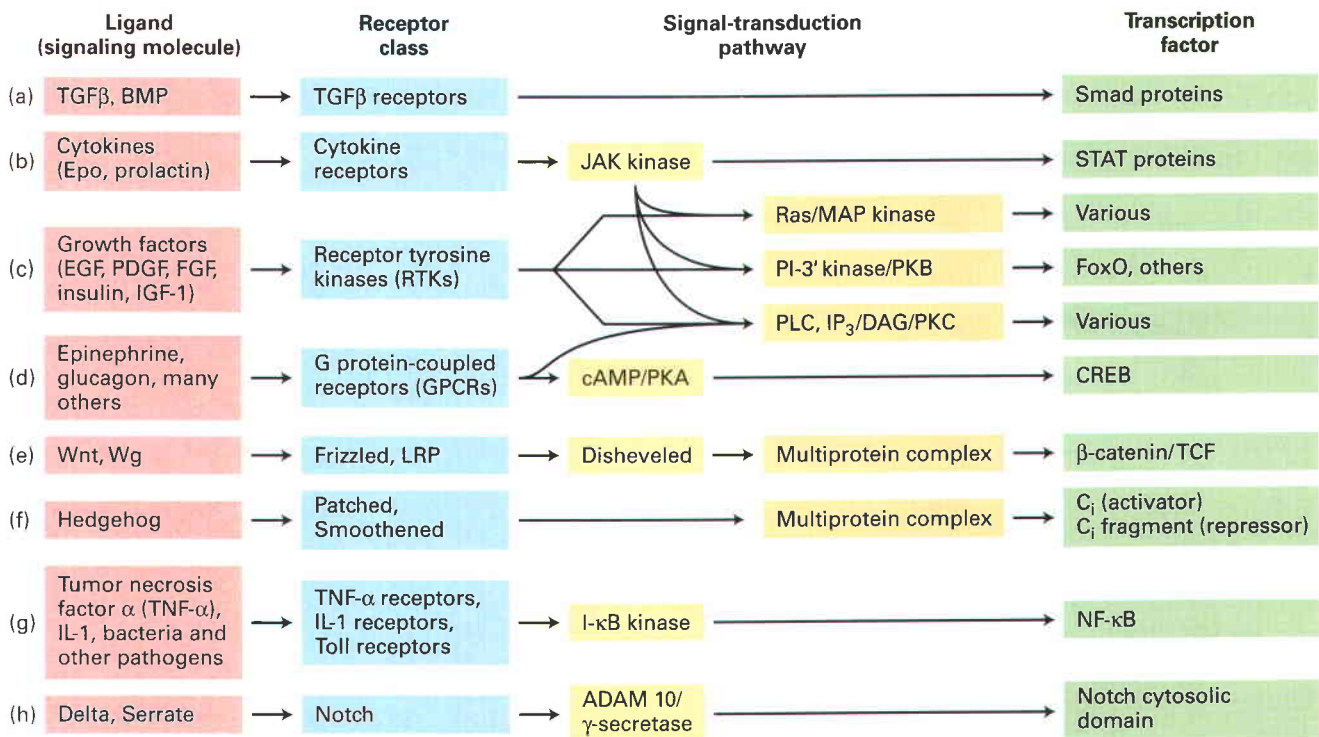 Ligand
(signaling molecule)
Receptor
class
Signal-transduction
pathway
Transcription
factor
(a)
TGFβ, BMP
TGFβ receptors
Smad proteins
(b)
Cytokines
(Epo, prolactin)
Cytokine
receptors
JAK kinase
STAT proteins
Ras/MAP kinase
Various
(c)
Growth factors
(EGF, PDGF, FGF,
insulin, IGF-1)
Receptor tyrosine
kinases (RTKs)
PI-3′ kinase/PKB
FoxO, others
PLC, IP₃/DAG/PKC
Various
(d)
Epinephrine,
glucagon, many
others
G protein-coupled
receptors (GPCRs)
cAMP/PKA
CREB
(e)
Wnt, Wg
Frizzled, LRP
Disheveled
Multiprotein complex
β-catenin/TCF
(f)
Hedgehog
Patched,
Smoothened
Multiprotein complex
Cᵢ (activator)
Cᵢ fragment (repressor)
(g)
Tumor necrosis
factor α (TNF-α),
IL-1, bacteria and
other pathogens
TNF-α receptors,
IL-1 receptors,
Toll receptors
I-κB kinase
NF-κB
(h)
Delta, Serrate
Notch
ADAM 10/
γ-secretase
Notch cytosolic
domain